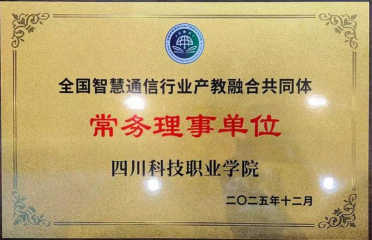 全国智慧通信行业产教融合共同体
常务理事单位
四川科技职业学院
二〇二五年十二月